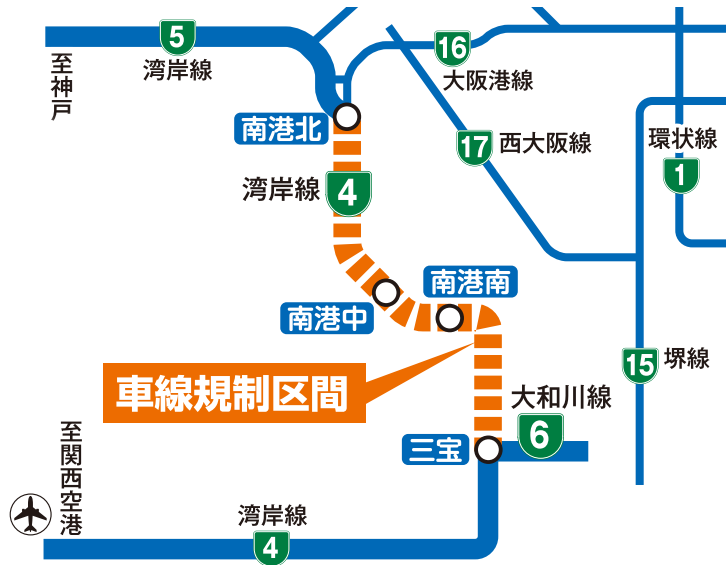 5
湾岸線
至神戸
16
大阪港線
南港北
17
西大阪線
環状線
1
湾岸線
4
南港南
南港中
車線規制区間
15
堺線
大和川線
6
三宝
至関西空港
湾岸線
4